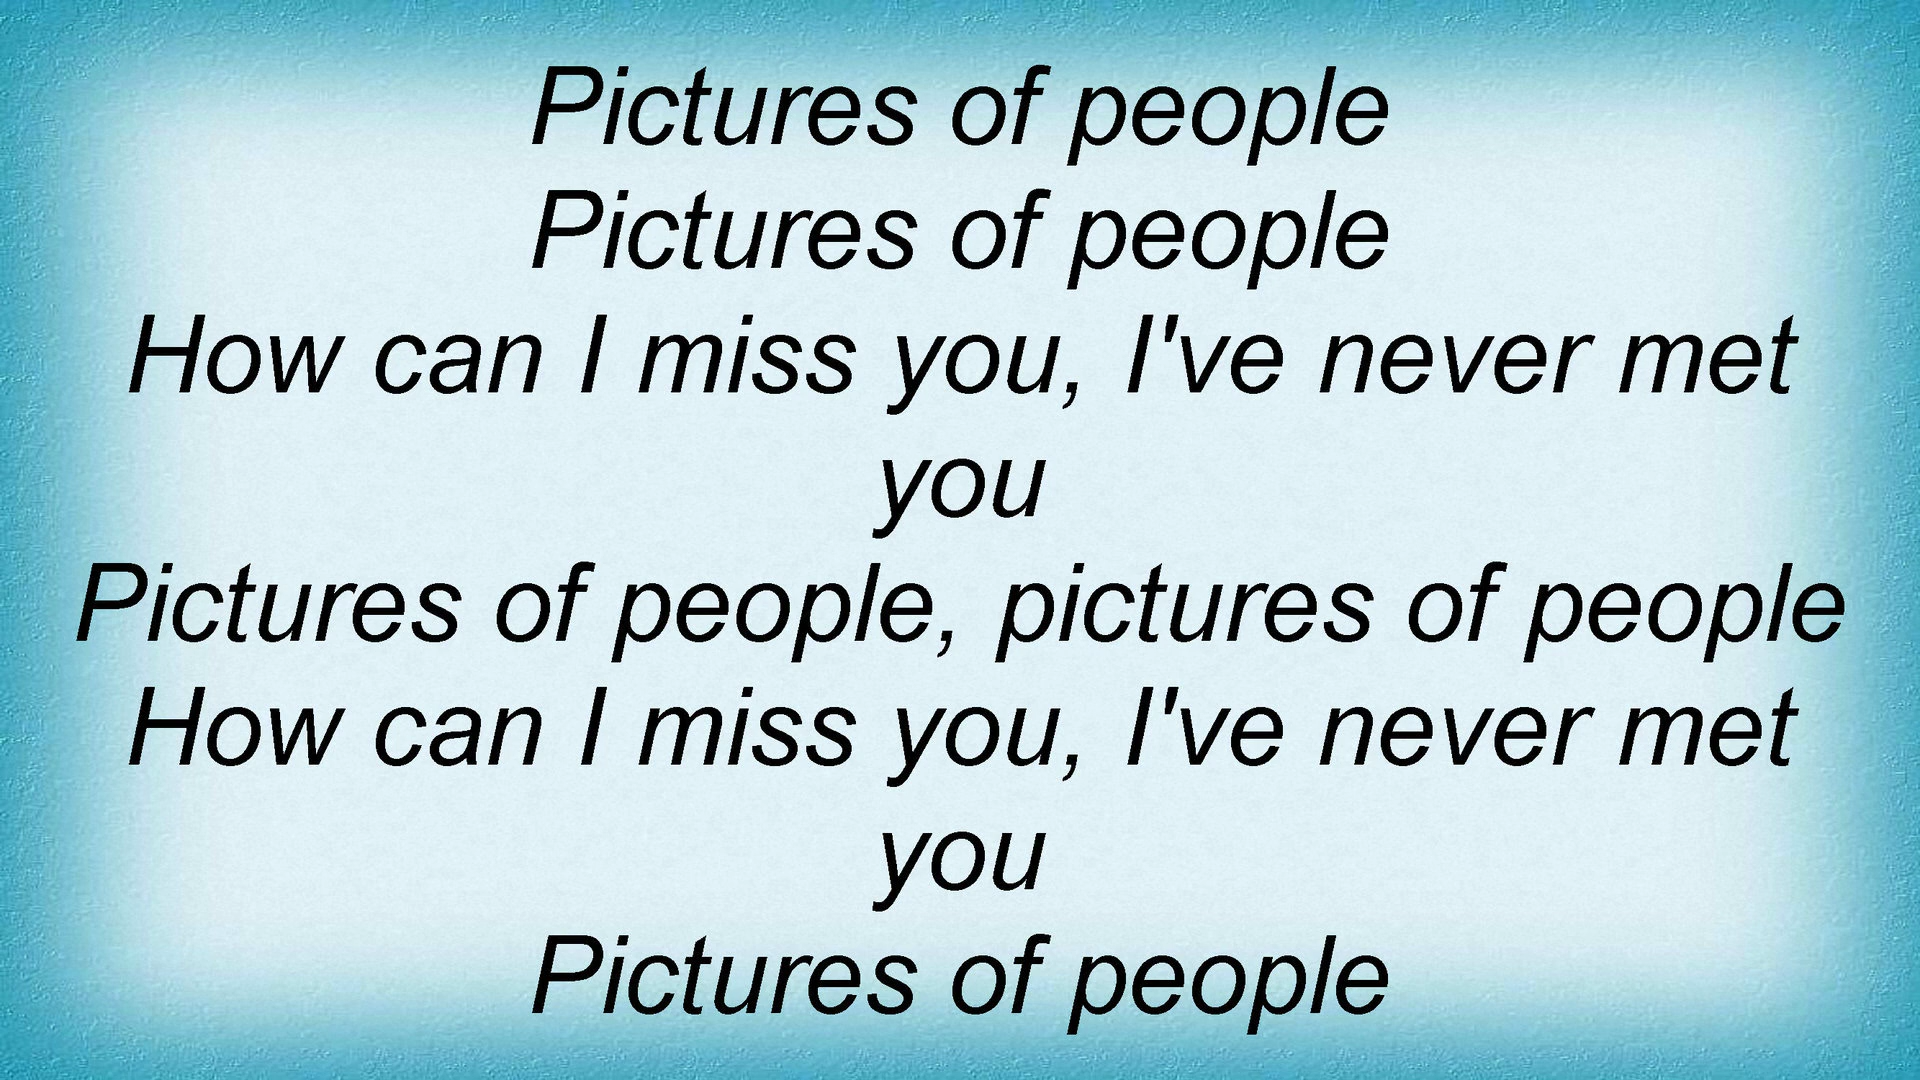 Pictures of people
Pictures of people
How can I miss you, I've never met
you
Pictures of people, pictures of people
How can I miss you, I've never met
you
Pictures of people